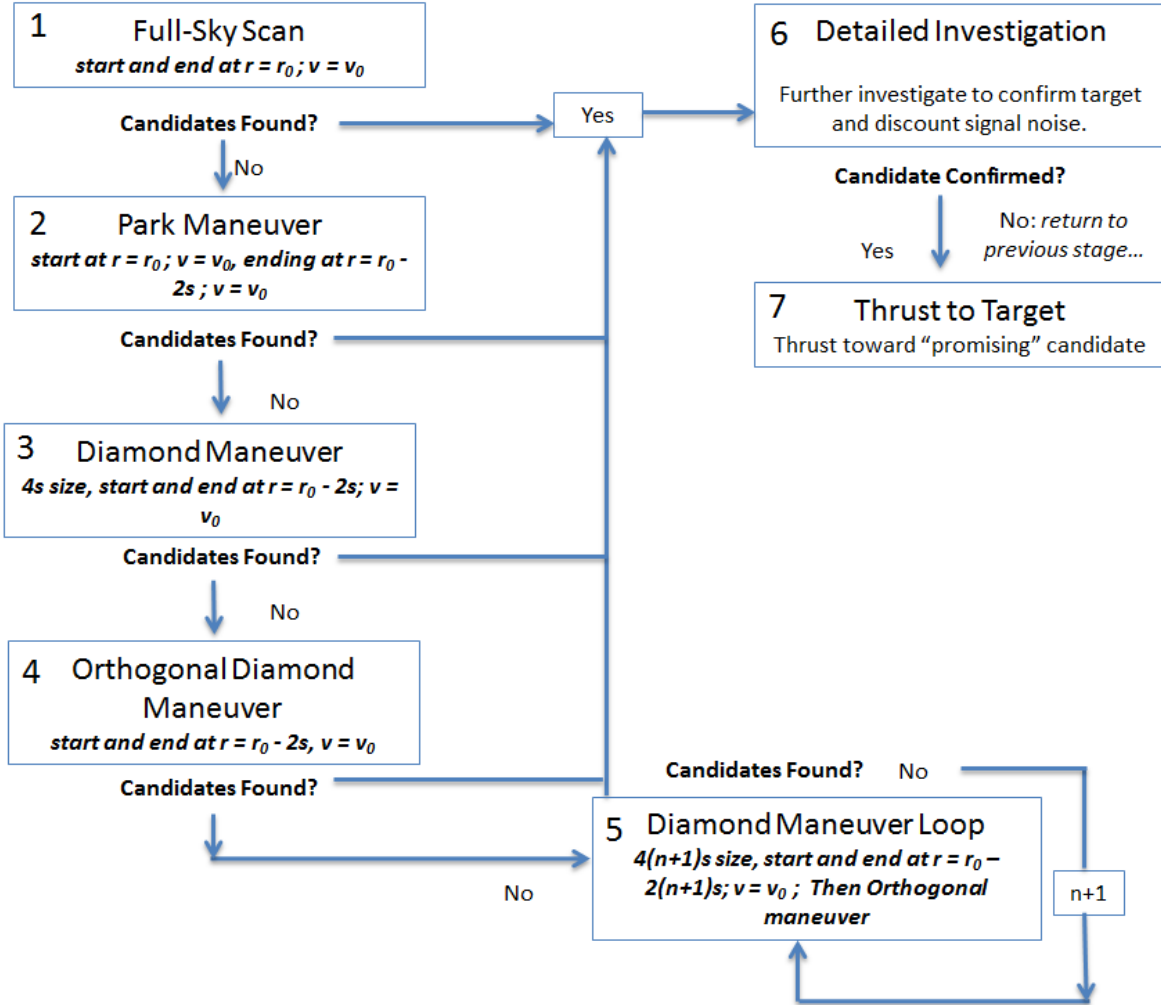 1 Full-Sky Scan
start and end at r = r₀ ; v = v₀
Candidates Found?
No
2 Park Maneuver
start at r = r₀ ; v = v₀, ending at r = r₀ -
2s ; v = v₀
Candidates Found?
No
3 Diamond Maneuver
4s size, start and end at r = r₀ - 2s; v =
v₀
Candidates Found?
No
4 Orthogonal Diamond
Maneuver
start and end at r = r₀ - 2s, v = v₀
Candidates Found?
No
Yes
Candidates Found? No
5 Diamond Maneuver Loop
4(n+1)s size, start and end at r = r₀ –
2(n+1)s; v = v₀ ; Then Orthogonal
maneuver
n+1
6 Detailed Investigation
Further investigate to confirm target
and discount signal noise.
Candidate Confirmed?
Yes
No: return to
previous stage...
7 Thrust to Target
Thrust toward “promising” candidate